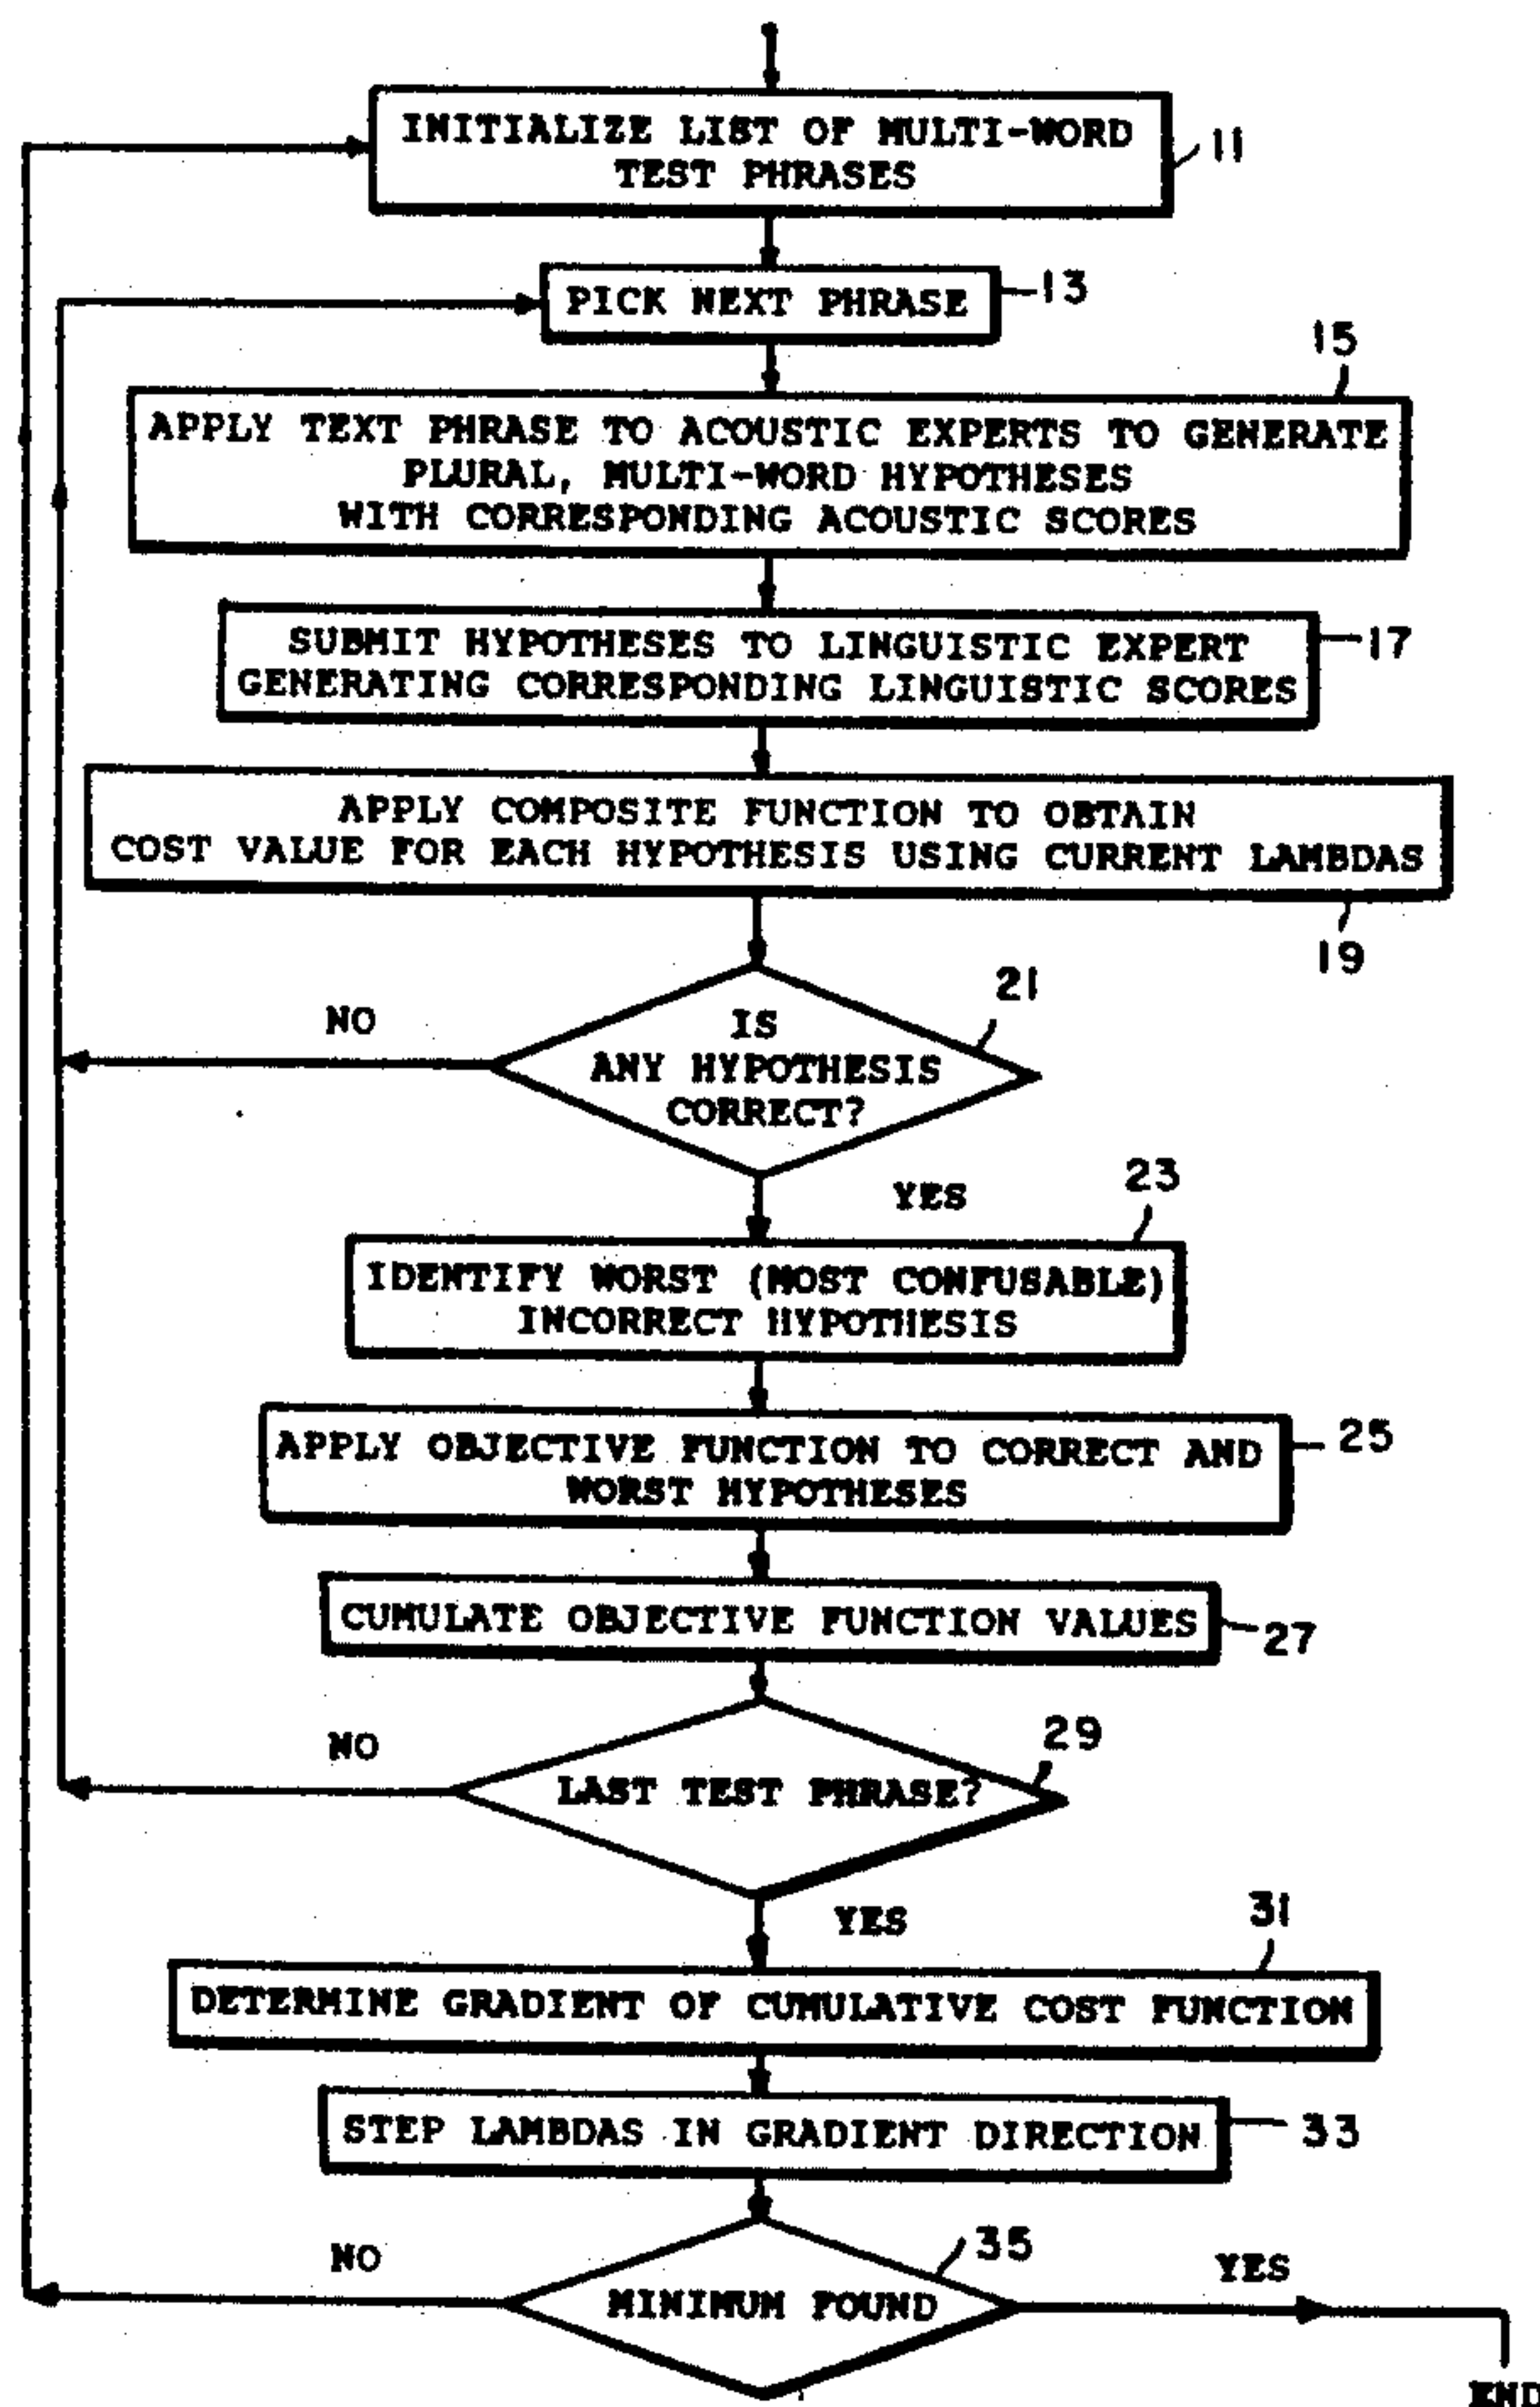 INITIALIZE LIST OF MULTI-WORD
TEST PHRASES
11
PICK NEXT PHRASE
13
15
APPLY TEXT PHRASE TO ACOUSTIC EXPERTS TO GENERATE
PLURAL, MULTI-WORD HYPOTHESES
WITH CORRESPONDING ACOUSTIC SCORES
SUBMIT HYPOTHESES TO LINGUISTIC EXPERT
GENERATING CORRESPONDING LINGUISTIC SCORES
17
APPLY COMPOSITE FUNCTION TO OBTAIN
COST VALUE FOR EACH HYPOTHESIS USING CURRENT LAMBDAS
19
21
NO
IS
ANY HYPOTHESIS
CORRECT?
YES
23
IDENTIFY WORST (MOST CONFUSABLE)
INCORRECT HYPOTHESIS
APPLY OBJECTIVE FUNCTION TO CORRECT AND
WORST HYPOTHESES
25
CUMULATE OBJECTIVE FUNCTION VALUES
27
NO
29
LAST TEST PHRASE?
YES
31
DETERMINE GRADIENT OF CUMULATIVE COST FUNCTION
STEP LAMBDAS IN GRADIENT DIRECTION
33
NO
35
YES
MINIMUM FOUND
END